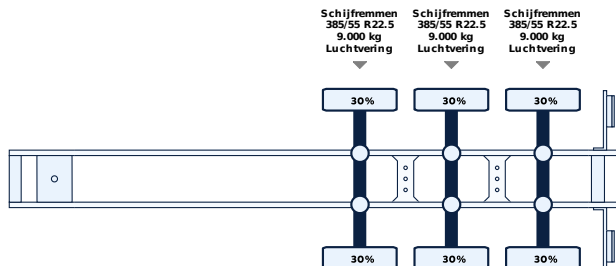 Schijfremmen Schijfremmen Schijfremmen
385/55 R22.5 385/55 R22.5 385/55 R22.5
9.000 kg 9.000 kg 9.000 kg
Luchtvering Luchtvering Luchtvering
30% 30% 30%
30% 30% 30%